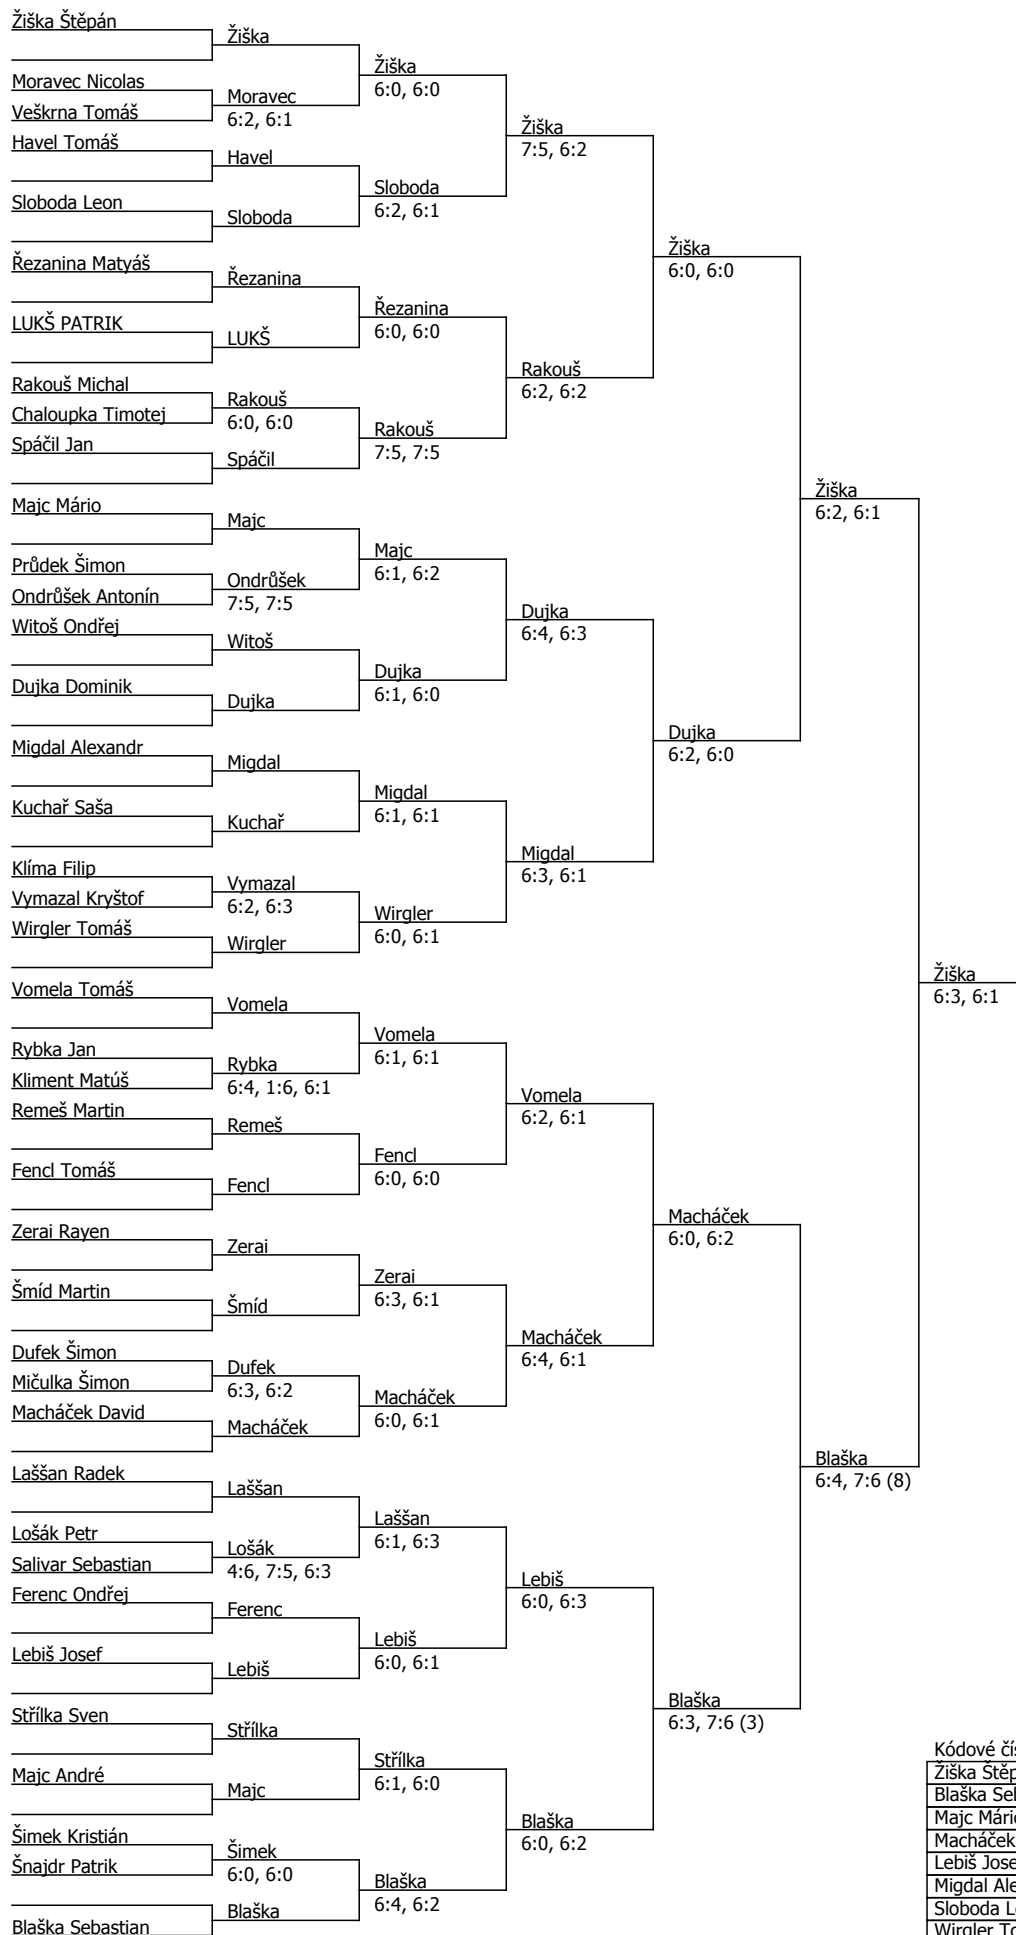 Žiška Štěpán
Žiška
Žiška
6:0, 6:0
Moravec Nicolas
Moravec
6:2, 6:1
Veškrna Tomáš
Žiška
7:5, 6:2
Havel Tomáš
Havel
Sloboda
6:2, 6:1
Sloboda Leon
Sloboda
Žiška
6:0, 6:0
Řezanina Matyáš
Řezanina
Řezanina
6:0, 6:0
LUKŠ PATRIK
LUKŠ
Rakouš
6:2, 6:2
Rakouš Michal
Rakouš
6:0, 6:0
Chaloupka Timotej
Rakouš
7:5, 7:5
Spáčil Jan
Spáčil
Žiška
6:2, 6:1
Majc Mário
Majc
Majc
6:1, 6:2
Průdek Šimon
Ondrůšek
7:5, 7:5
Ondrůšek Antonín
Dujka
6:4, 6:3
Witoš Ondřej
Witoš
Dujka
6:1, 6:0
Dujka Dominik
Dujka
Dujka
6:2, 6:0
Migdal Alexandr
Migdal
Migdal
6:1, 6:1
Kuchař Saša
Kuchař
Migdal
6:3, 6:1
Klíma Filip
Vymazal
6:2, 6:3
Vymazal Kryštof
Wirgler
6:0, 6:1
Wirgler Tomáš
Wirgler
Žiška
6:3, 6:1
Vomela Tomáš
Vomela
Vomela
6:1, 6:1
Rybka Jan
Rybka
6:4, 1:6, 6:1
Kliment Matúš
Vomela
6:2, 6:1
Remeš Martin
Remeš
Fencl
6:0, 6:0
Fencl Tomáš
Fencl
Macháček
6:0, 6:2
Zerai Rayen
Zerai
Zerai
6:3, 6:1
Šmíd Martin
Šmíd
Macháček
6:4, 6:1
Dufek Šimon
Dufek
6:3, 6:2
Mičulka Šimon
Macháček
6:0, 6:1
Macháček David
Macháček
Blaška
6:4, 7:6 (8)
Laššan Radek
Laššan
Laššan
6:1, 6:3
Lošák Petr
Lošák
4:6, 7:5, 6:3
Salivar Sebastian
Lebiš
6:0, 6:3
Ferenc Ondřej
Ferenc
Lebiš
6:0, 6:1
Lebiš Josef
Lebiš
Blaška
6:3, 7:6 (3)
Střílka Sven
Střílka
Střílka
6:1, 6:0
Majc André
Majc
Blaška
6:0, 6:2
Šimek Kristián
Šimek
6:0, 6:0
Šnajdr Patrik
Blaška
6:4, 6:2
Blaška
Blaška Sebastian
Kódové čís
Žiška Štěp
Blaška Se
Majc Mári
Macháček
Lebiš Jose
Migdal Ale
Sloboda L
Wirgler To